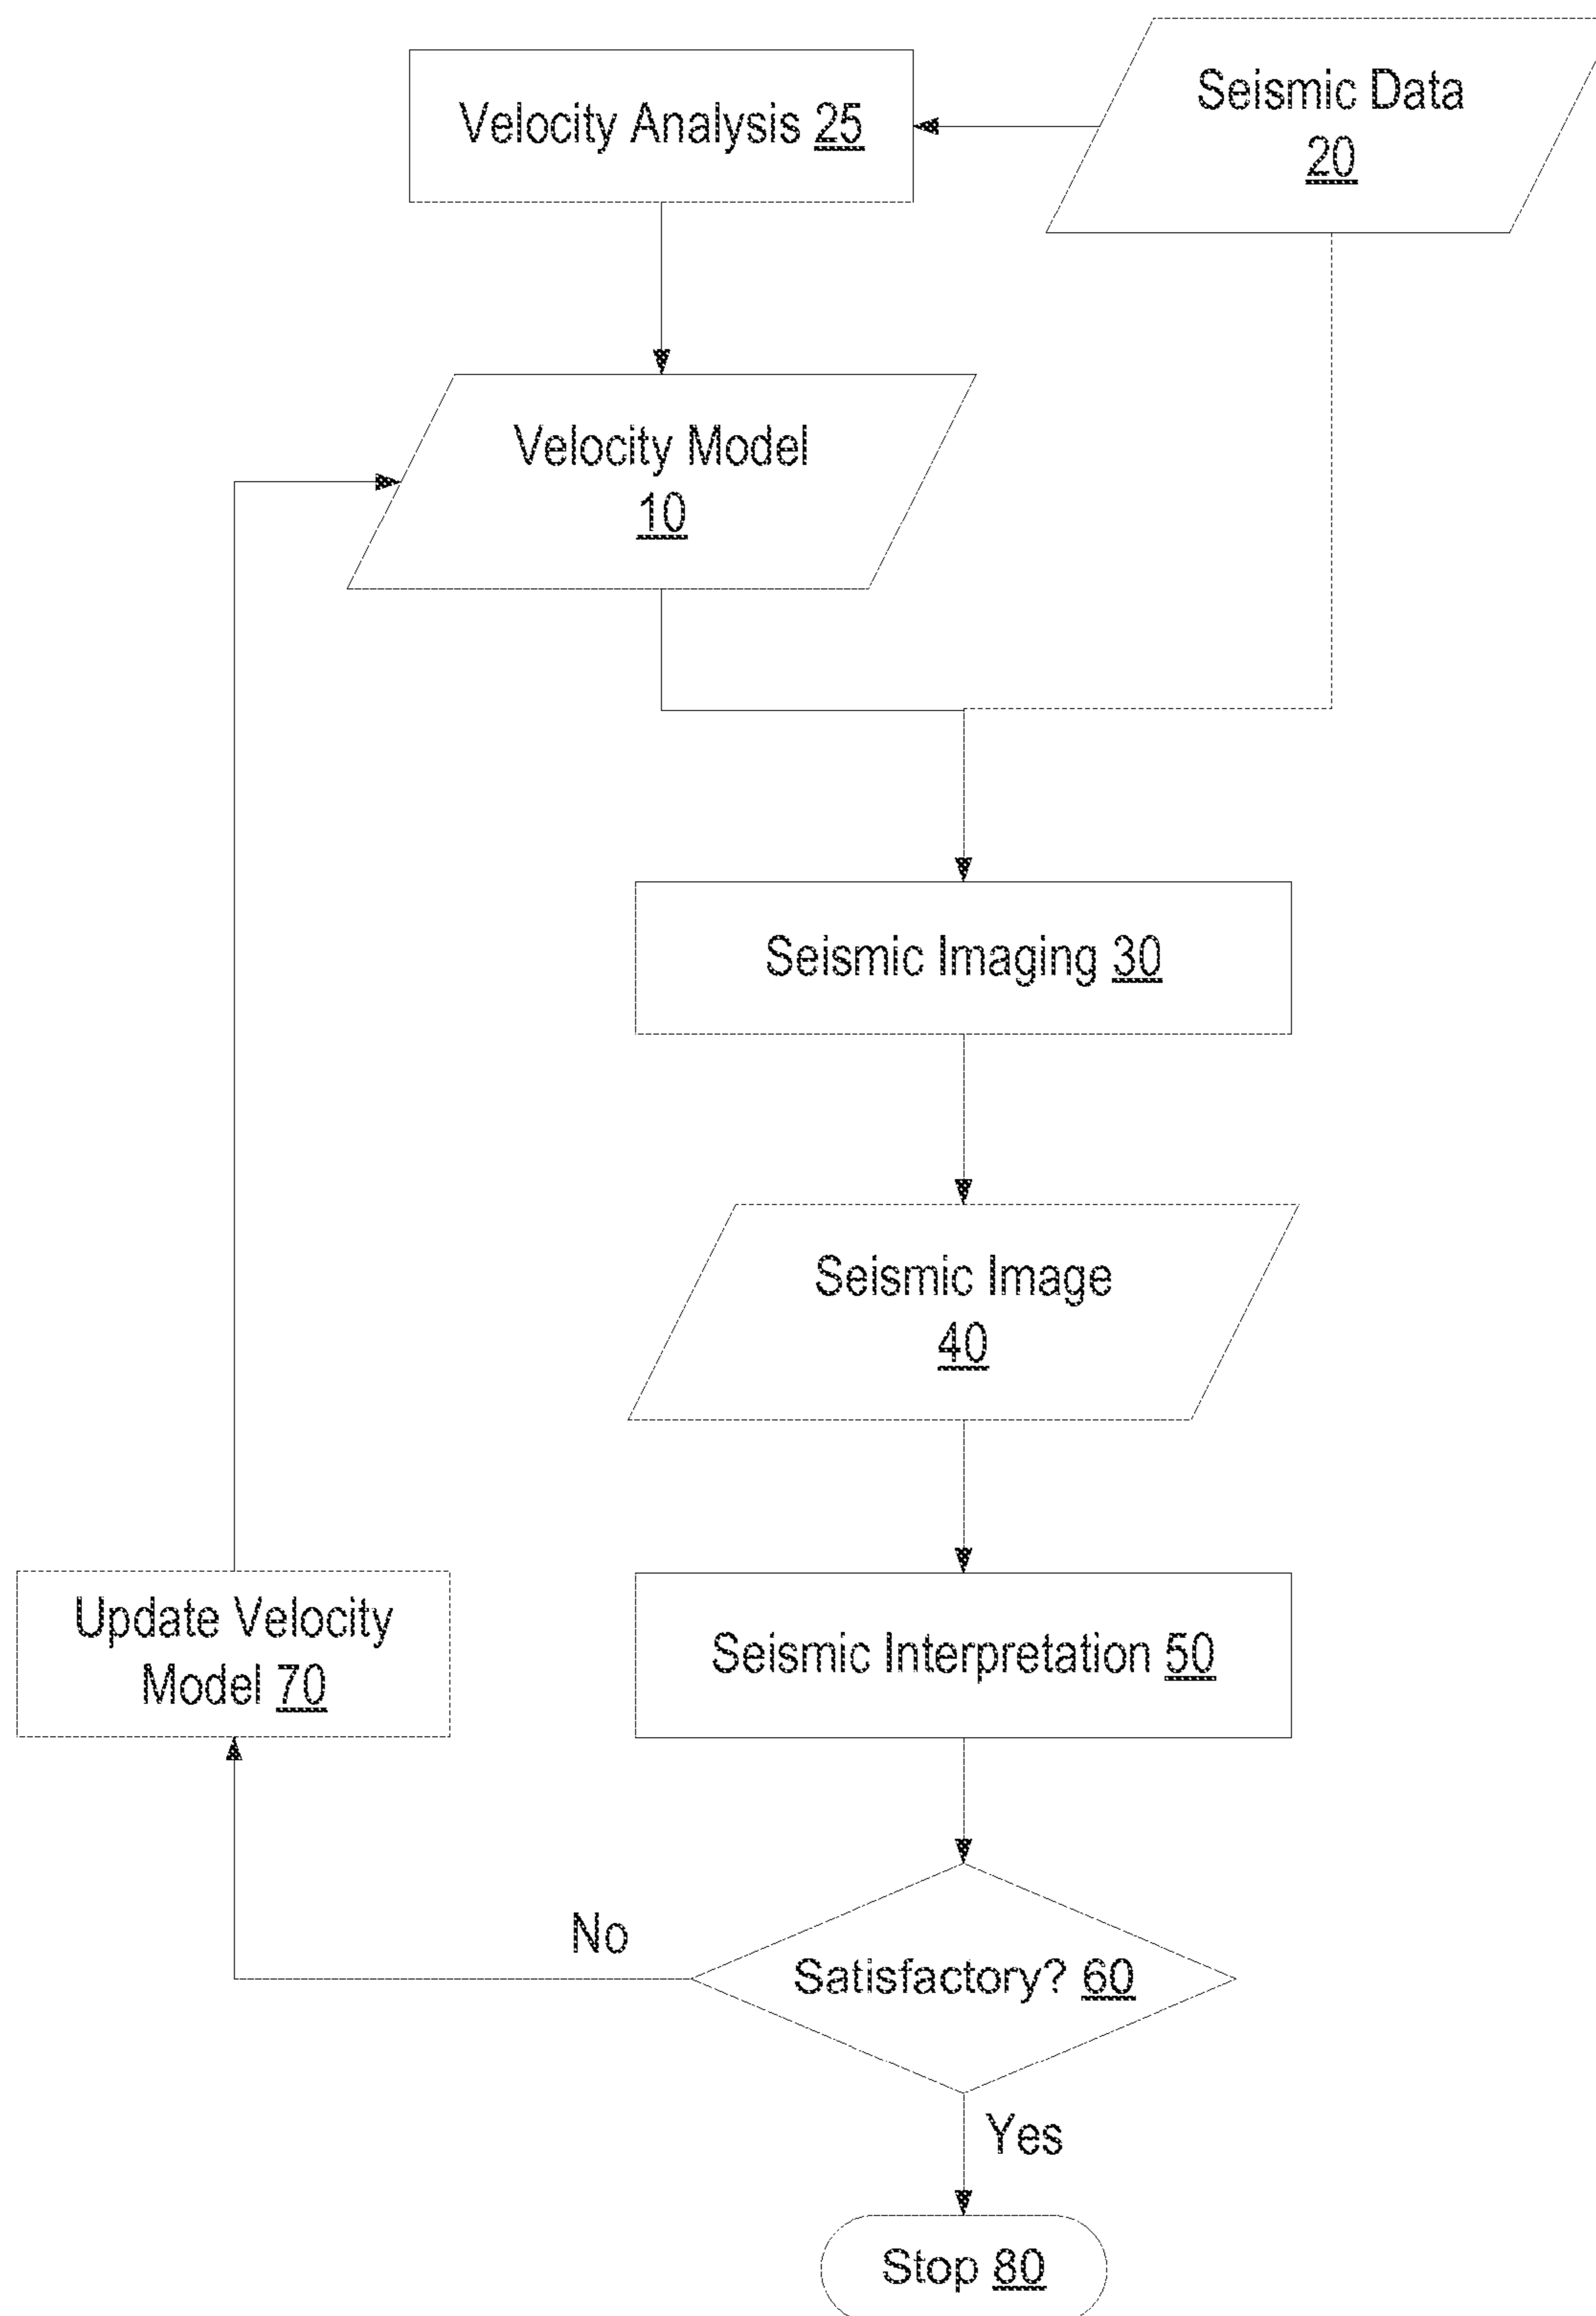 Velocity Analysis 25
Seismic Data
20
Velocity Model
10
Seismic Imaging 30
Seismic Image
40
Update Velocity
Model 70
Seismic Interpretation 50
No
Satisfactory? 60
Yes
Stop 80